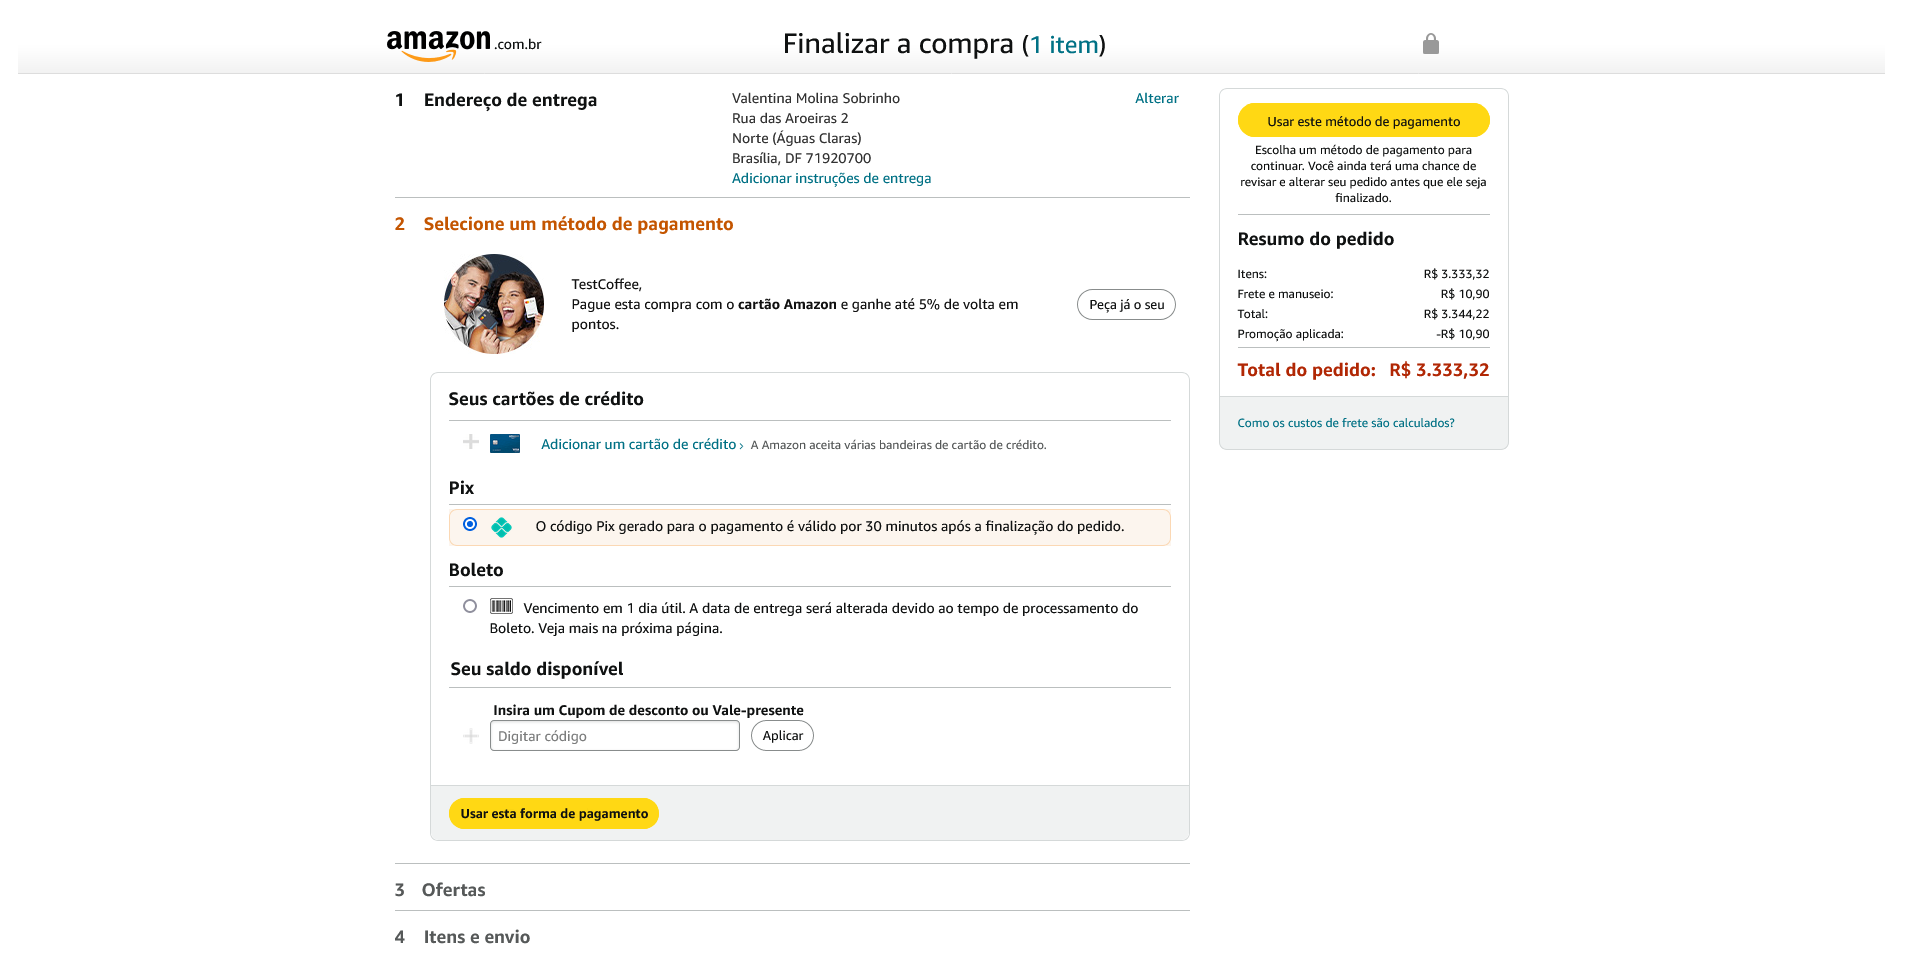 amazon.com.br
Finalizar a compra (1 item)
1 Endereço de entrega
Valentina Molina Sobrinho
Rua das Aroeiras 2
Norte (Águas Claras)
Brasília, DF 71920700
Adicionar instruções de entrega
Alterar
2 Selecione um método de pagamento
TestCoffee,
Pague esta compra com o cartão Amazon e ganhe até 5% de volta em
pontos.
Peça já o seu
Seus cartões de crédito
Adicionar um cartão de crédito › A Amazon aceita várias bandeiras de cartão de crédito.
Pix
O código Pix gerado para o pagamento é válido por 30 minutos após a finalização do pedido.
Boleto
Vencimento em 1 dia útil. A data de entrega será alterada devido ao tempo de processamento do
Boleto. Veja mais na próxima página.
Seu saldo disponível
Insira um Cupom de desconto ou Vale-presente
Digitar código
Aplicar
Usar esta forma de pagamento
3 Ofertas
4 Itens e envio
Usar este método de pagamento
Escolha um método de pagamento para
continuar. Você ainda terá uma chance de
revisar e alterar seu pedido antes que ele seja
finalizado.
Resumo do pedido
Itens: R$ 3.333,32
Frete e manuseio: R$ 10,90
Total: R$ 3.344,22
Promoção aplicada: -R$ 10,90
Total do pedido: R$ 3.333,32
Como os custos de frete são calculados?